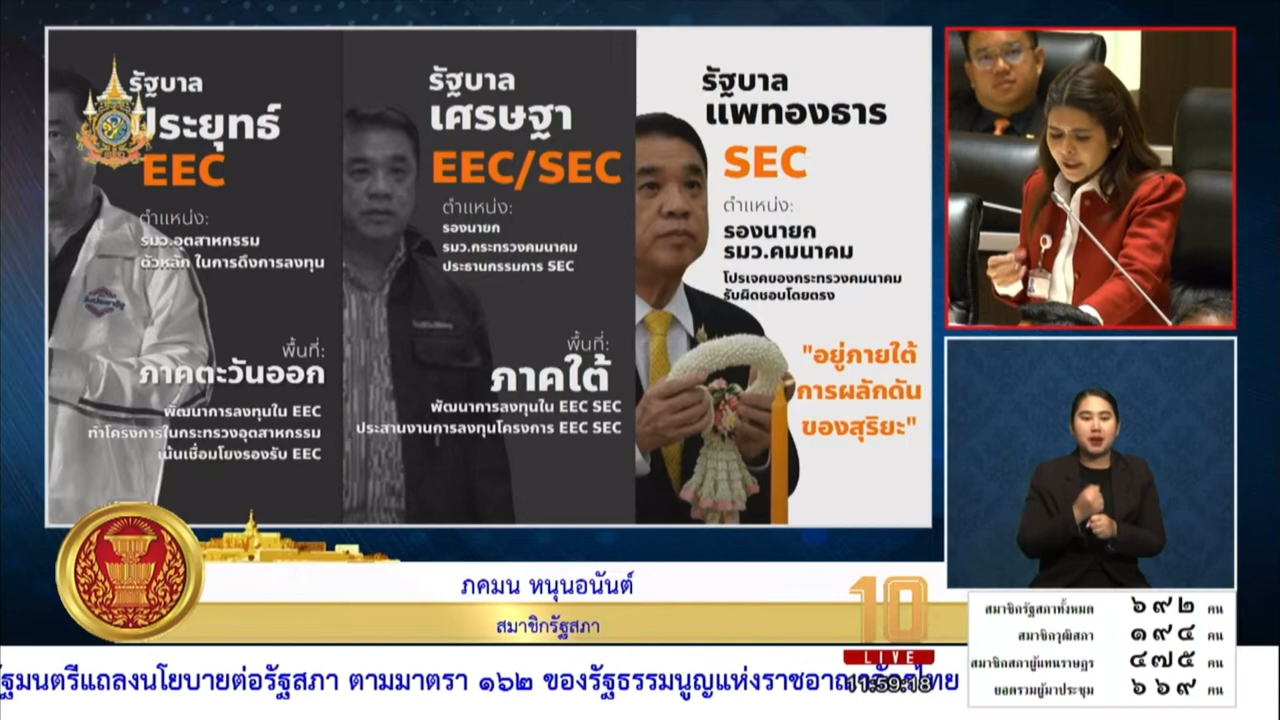 รัฐบาล
ประยุทธ์
EEC
ตำแหน่ง:
รมว.อุตสาหกรรม
ตัวหลัก ในการดึงการลงทุน
พื้นที่:
ภาคตะวันออก
พัฒนาการลงทุนใน EEC
ทำโครงการในกระทรวงอุตสาหกรรม
เน้นเชื่อมโยงรองรับ EEC
รัฐบาล
เศรษฐา
EEC/SEC
ตำแหน่ง:
รองนายก
รมว.กระทรวงคมนาคม
ประธานกรรมการ SEC
พื้นที่:
ภาคใต้
พัฒนาการลงทุนใน EEC SEC
ประสานงานการลงทุนโครงการ EEC SEC
รัฐบาล
แพทองธาร
SEC
ตำแหน่ง:
รองนายก
รมว.คมนาคม
โปรเจคของกระทรวงคมนาคม
รับผิดชอบโดยตรง
"อยู่ภายใต้
การผลักดัน
ของสุริยะ"
ภคมน หนุนอนันต์
สมาชิกรัฐสภา
10
LIVE
11:59:18
สมาชิกรัฐสภาทั้งหมด ๖๙๒ คน
สมาชิกวุฒิสภา ๑๙๔ คน
สมาชิกสภาผู้แทนราษฎร ๔๗๕ คน
ยอดรวมผู้มาประชุม ๖๖๙ คน
รัฐมนตรีแถลงนโยบายต่อรัฐสภา ตามมาตรา ๑๖๒ ของรัฐธรรมนูญแห่งราชอาณาจักรไทย